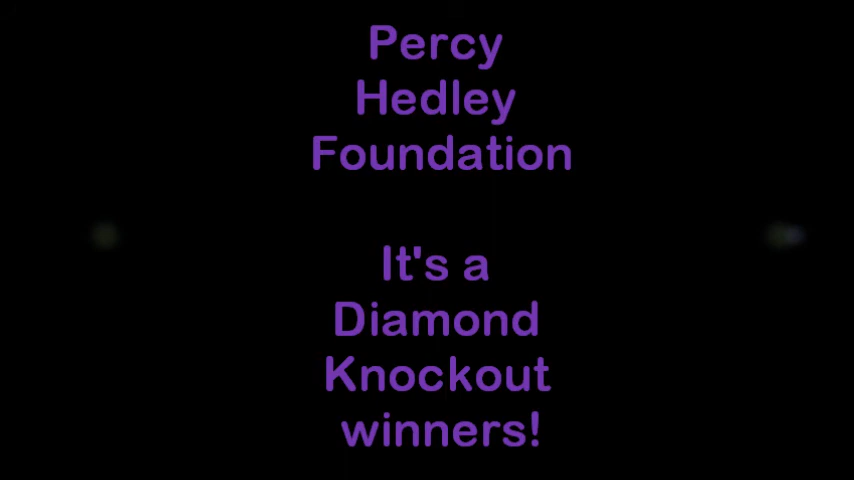 Percy
Hedley
Foundation
It's a
Diamond
Knockout
winners!